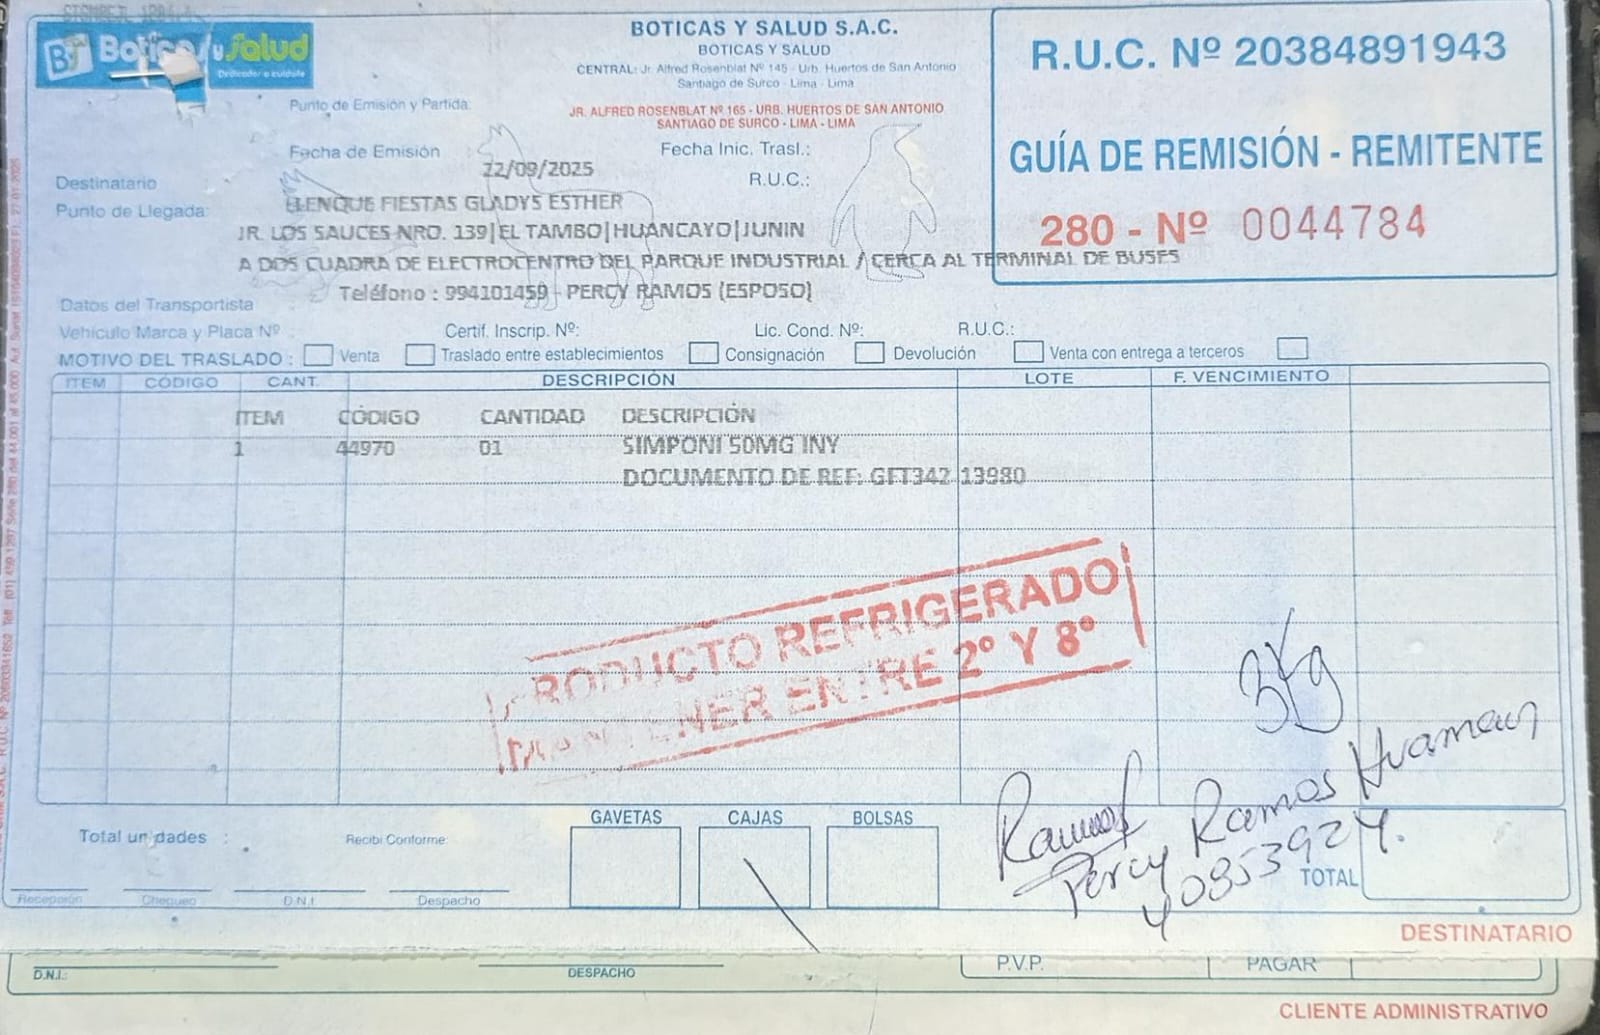 Boticas y Salud
Dedicados a cuidarte
BOTICAS Y SALUD S.A.C.
BOTICAS Y SALUD
CENTRAL: Jr. Alfred Rosenblat Nº 145 - Urb. Huertos de San Antonio
Santiago de Surco - Lima - Lima
Punto de Emisión y Partida:
JR. ALFRED ROSENBLAT Nº 165 - URB. HUERTOS DE SAN ANTONIO
SANTIAGO DE SURCO - LIMA - LIMA
R.U.C. Nº 20384891943
GUÍA DE REMISIÓN - REMITENTE
280 - Nº 0044784
Fecha de Emisión 22/09/2025 Fecha Inic. Trasl.:
Destinatario R.U.C.:
LLENQUE FIESTAS GLADYS ESTHER
Punto de Llegada:
JR. LOS SAUCES NRO. 139|EL TAMBO|HUANCAYO|JUNIN
A DOS CUADRA DE ELECTROCENTRO DEL PARQUE INDUSTRIAL / CERCA AL TERMINAL DE BUSES
Teléfono : 994101459 - PERCY RAMOS (ESPOSO)
Datos del Transportista
Vehículo Marca y Placa Nº Certif. Inscrip. Nº: Lic. Cond. Nº: R.U.C.:
MOTIVO DEL TRASLADO : Venta Traslado entre establecimientos Consignación Devolución Venta con entrega a terceros
ITEM CÓDIGO CANT. DESCRIPCIÓN LOTE F. VENCIMIENTO
ITEM CÓDIGO CANTIDAD DESCRIPCIÓN
1 44970 01 SIMPONI 50MG INY
DOCUMENTO DE REF: GFT342 13980
PRODUCTO REFRIGERADO
MANTENER ENTRE 2º Y 8º
3Kg
Percy Ramos Huaman
Total unidades : Recibi Conforme: GAVETAS CAJAS BOLSAS
TOTAL
Recepción Chequeo D.N.I. Despacho
DESTINATARIO
D.N.I.: DESPACHO P.V.P. PAGAR
CLIENTE ADMINISTRATIVO